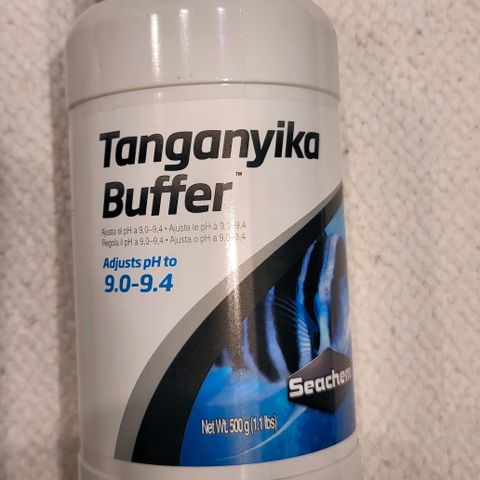 Tanganyika
Buffer™
Ajusta el pH a 9,0–9,4 • Ajuste le pH à 9,0–9,4
Regola il pH a 9,0–9,4 • Ajusta o pH a 9,0–9,4
Adjusts pH to
9.0-9.4
Seachem
Net Wt. 500 g (1.1 lbs)